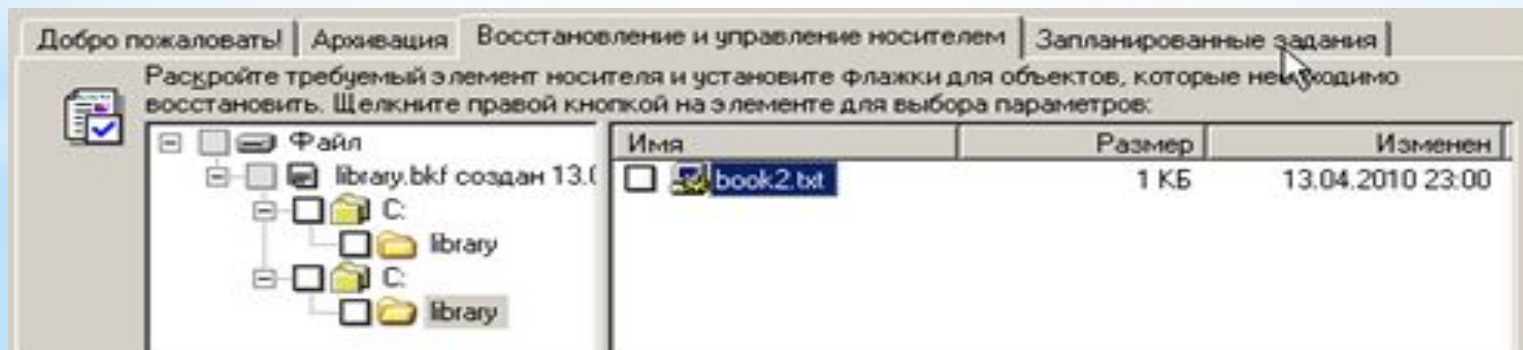 Добро пожаловать! Архивация Восстановление и управление носителем Запланированные задания
Раскройте требуемый элемент носителя и установите флажки для объектов, которые необходимо
восстановить. Щелкните правой кнопкой на элементе для выбора параметров:
Файл
library.bkf создан 13.0
C:
library
C:
library
Имя Размер Изменен
book2.txt 1 КБ 13.04.2010 23:00